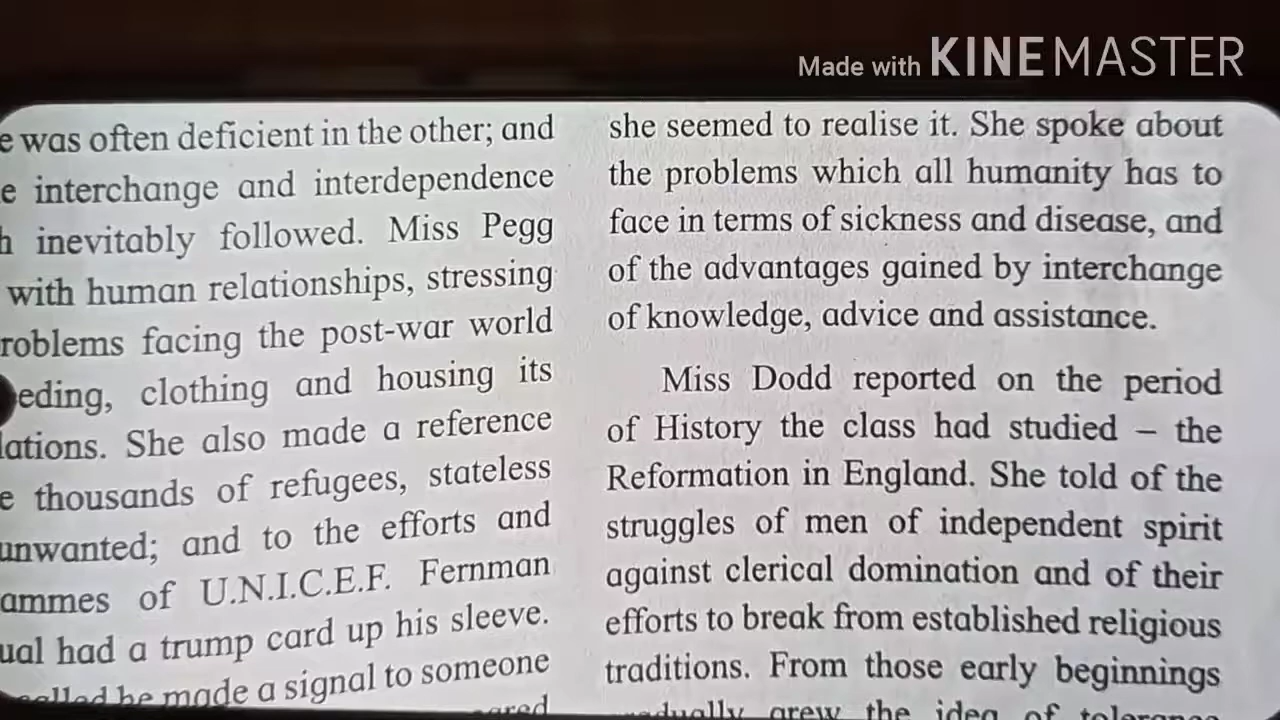 Made with KINEMASTER
was often deficient in the other; and
interchange and interdependence
inevitably followed. Miss Pegg
with human relationships, stressing
facing the post-war world
clothing and housing its
She also made a reference
thousands of refugees, stateless
and to the efforts and
of U.N.I.C.E.F. Fernman
had a trump card up his sleeve.
he made a signal to someone
she seemed to realise it. She spoke about
the problems which all humanity has to
face in terms of sickness and disease, and
of the advantages gained by interchange
of knowledge, advice and assistance.
Miss Dodd reported on the period
of History the class had studied – the
Reformation in England. She told of the
struggles of men of independent spirit
against clerical domination and of their
efforts to break from established religious
traditions. From those early beginnings
grew the idea of